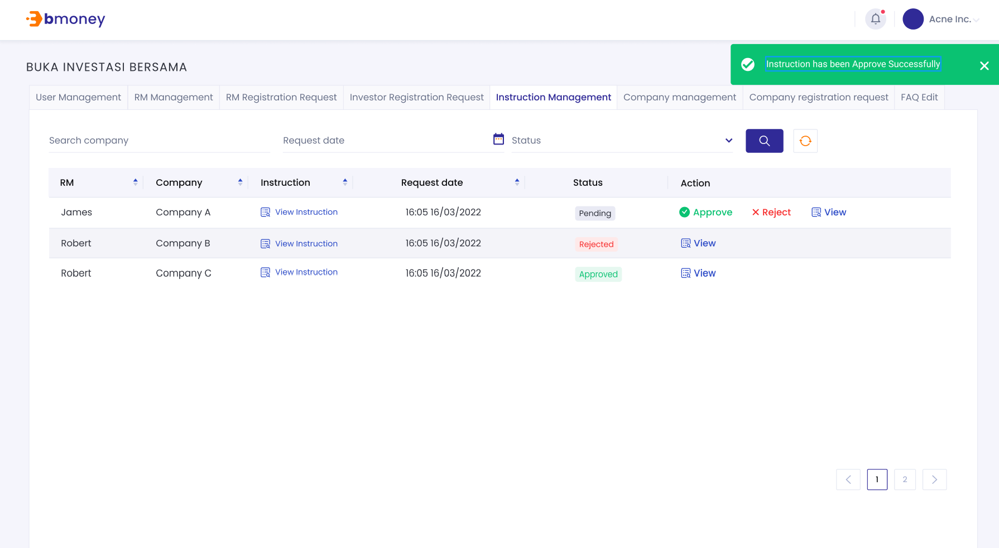 bmoney
Acne Inc.
Instruction has been Approve Successfully
BUKA INVESTASI BERSAMA
User Management RM Management RM Registration Request Investor Registration Request Instruction Management Company management Company registration request FAQ Edit
Search company Request date Status
RM Company Instruction Request date Status Action
James Company A View Instruction 16:05 16/03/2022 Pending Approve Reject View
Robert Company B View Instruction 16:05 16/03/2022 Rejected View
Robert Company C View Instruction 16:05 16/03/2022 Approved View
1 2